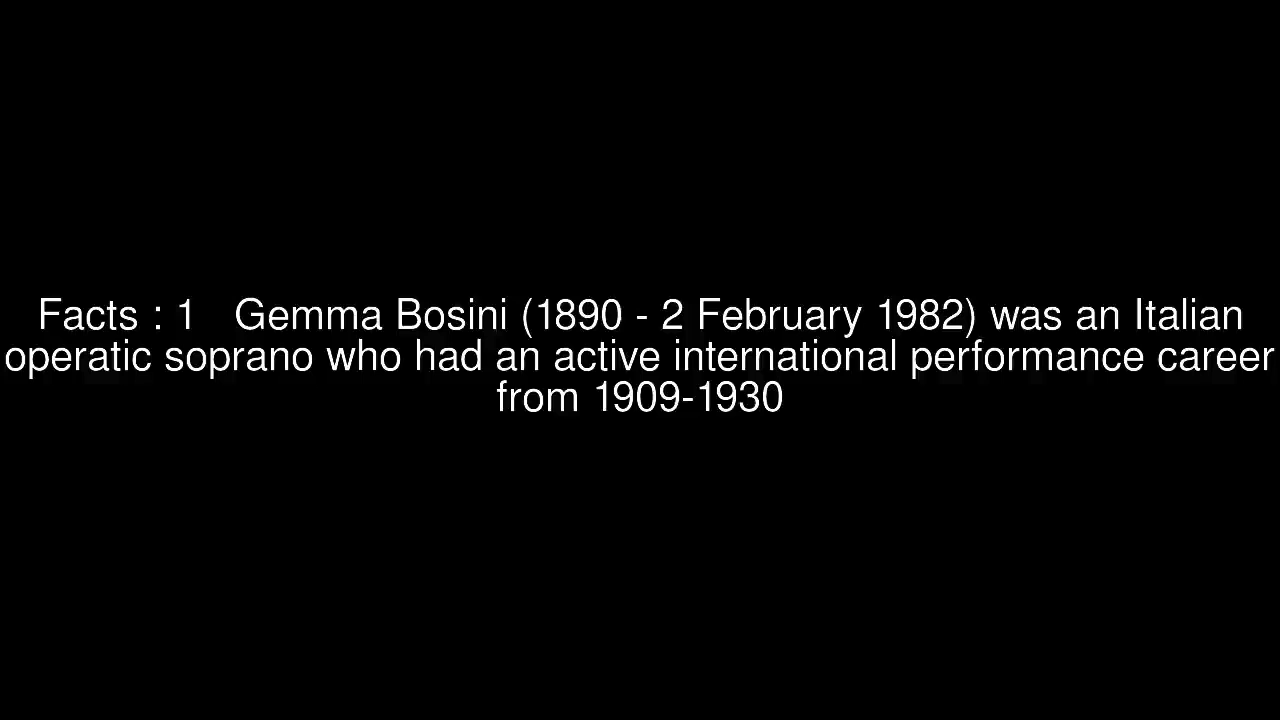 Facts : 1   Gemma Bosini (1890 - 2 February 1982) was an Italian
operatic soprano who had an active international performance career
from 1909-1930